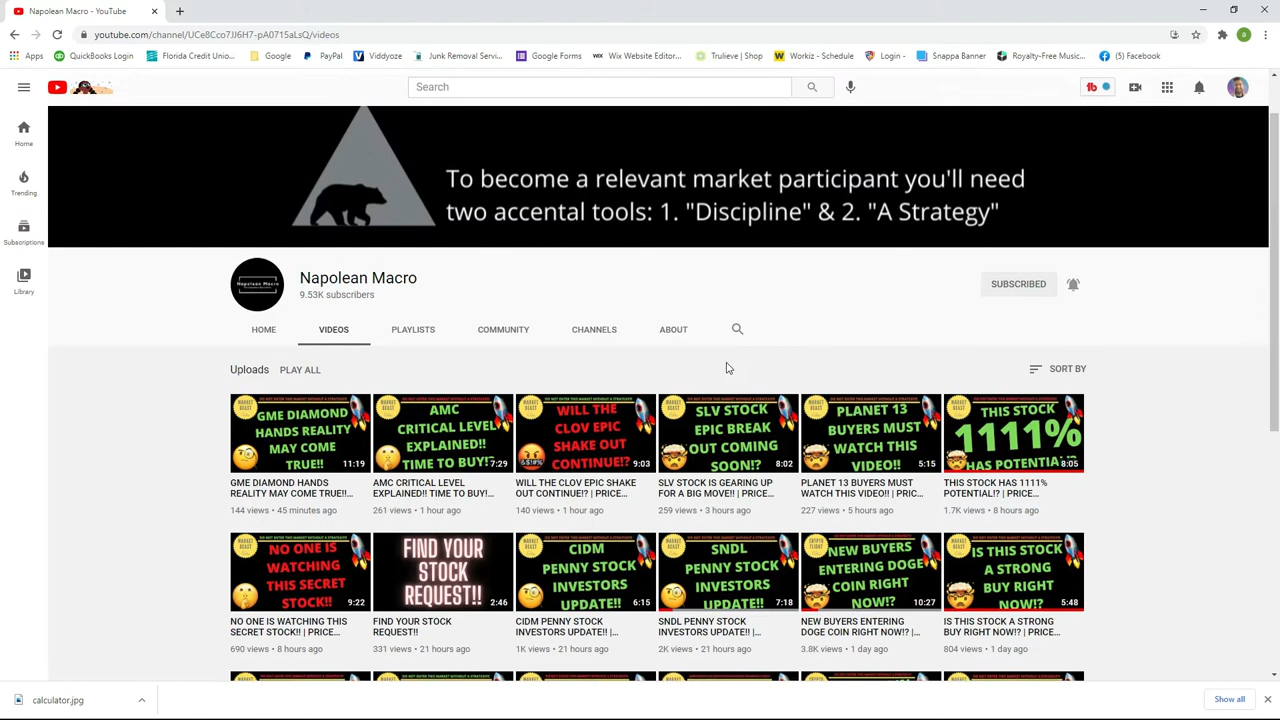 Napolean Macro - YouTube
youtube.com/channel/UCe8Cco7JJ6H7-pA0715aLsQ/videos
a
Apps
QuickBooks Login
Florida Credit Unio...
Google
PayPal
Viddyoze
Junk Removal Servi...
Google Forms
WIX
Wix Website Editor...
Trulieve | Shop
Workiz - Schedule
Login -
Snappa Banner
Royalty-Free Music...
(5) Facebook
Search
Home
Trending
Subscriptions
Library
To become a relevant market participant you'll need
two accental tools: 1. "Discipline" & 2. "A Strategy"
Napolean Macro
Napolean Macro
9.53K subscribers
SUBSCRIBED
HOME
VIDEOS
PLAYLISTS
COMMUNITY
CHANNELS
ABOUT
Uploads
PLAY ALL
SORT BY
GME DIAMOND
HANDS REALITY
MAY COME
TRUE!!
11:19
AMC
CRITICAL LEVEL
EXPLAINED!!
TIME TO BUY!
7:29
WILL THE
CLOV EPIC
SHAKE OUT
CONTINUE!?
9:03
SLV STOCK
EPIC BREAK
OUT COMING
SOON!?
8:02
PLANET 13
BUYERS MUST
WATCH THIS
VIDEO!!
5:15
THIS STOCK
1111%
HAS POTENTIA
8:05
GME DIAMOND HANDS
REALITY MAY COME TRUE!!...
144 views • 45 minutes ago
AMC CRITICAL LEVEL
EXPLAINED!! TIME TO BUY!...
261 views • 1 hour ago
WILL THE CLOV EPIC SHAKE
OUT CONTINUE!? | PRICE...
140 views • 1 hour ago
SLV STOCK IS GEARING UP
FOR A BIG MOVE!! | PRICE...
259 views • 3 hours ago
PLANET 13 BUYERS MUST
WATCH THIS VIDEO!! | PRIC...
227 views • 5 hours ago
THIS STOCK HAS 1111%
POTENTIAL!? | PRICE...
1.7K views • 8 hours ago
NO ONE IS
WATCHING
THIS SECRET
STOCK!!
9:22
FIND YOUR
STOCK
REQUEST!!
2:46
CIDM
PENNY STOCK
INVESTORS
UPDATE!!
6:15
SNDL
PENNY STOCK
INVESTORS
UPDATE!!
7:18
NEW BUYERS
ENTERING DOGE
COIN RIGHT
NOW!?
10:27
IS THIS STOCK
A STRONG
BUY RIGHT
NOW!?
5:48
NO ONE IS WATCHING THIS
SECRET STOCK!! | PRICE...
690 views • 8 hours ago
FIND YOUR STOCK
REQUEST!!
331 views • 21 hours ago
CIDM PENNY STOCK
INVESTORS UPDATE!! |...
1K views • 21 hours ago
SNDL PENNY STOCK
INVESTORS UPDATE!! |...
2K views • 21 hours ago
NEW BUYERS ENTERING
DOGE COIN RIGHT NOW!? |...
3.8K views • 1 day ago
IS THIS STOCK A STRONG
BUY RIGHT NOW!? | PRICE...
804 views • 1 day ago
calculator.jpg
Show all